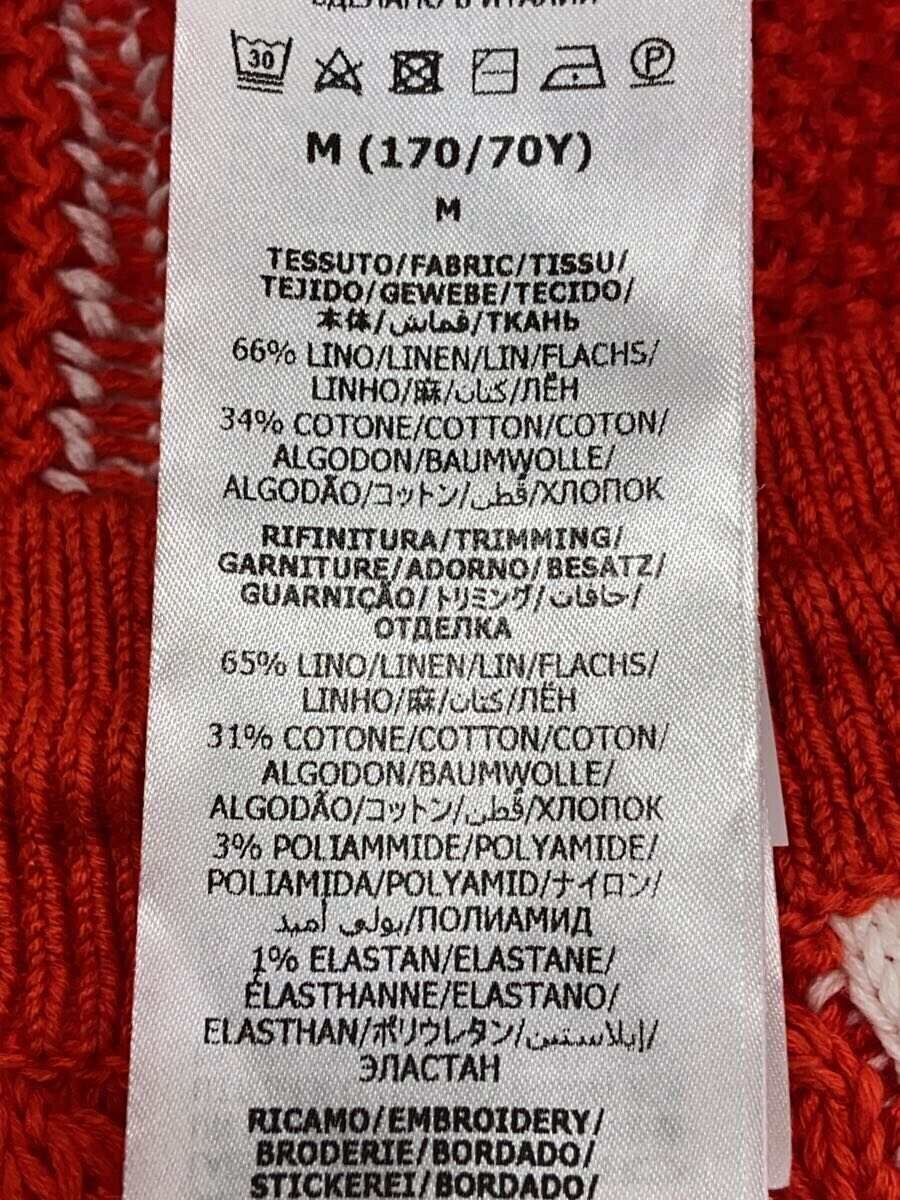 СДЕЛАНО В ИТАЛИИ
30
P
M (170/70Y)
M
TESSUTO/FABRIC/TISSU/
TEJIDO/GEWEBE/TECIDO/
本体/قماش/ТКАНЬ
66% LINO/LINEN/LIN/FLACHS/
LINHO/麻/كتان/ЛЁН
34% COTONE/COTTON/COTON/
ALGODON/BAUMWOLLE/
ALGODÃO/コットン/قطن/ХЛОПОК
RIFINITURA/TRIMMING/
GARNITURE/ADORNO/BESATZ/
GUARNIÇÃO/トリミング/حافات/
ОТДЕЛКА
65% LINO/LINEN/LIN/FLACHS/
LINHO/麻/كتان/ЛЁН
31% COTONE/COTTON/COTON/
ALGODON/BAUMWOLLE/
ALGODÃO/コットン/قطن/ХЛОПОК
3% POLIAMMIDE/POLYAMIDE/
POLIAMIDA/POLYAMID/ナイロン/
بولي أميد/ПОЛИАМИД
1% ELASTAN/ELASTANE/
ÉLASTHANNE/ELASTANO/
ELASTHAN/ポリウレタン/إيلاستين/
ЭЛАСТАН
RICAMO/EMBROIDERY/
BRODERIE/BORDADO/
STICKEREI/BORDADO/